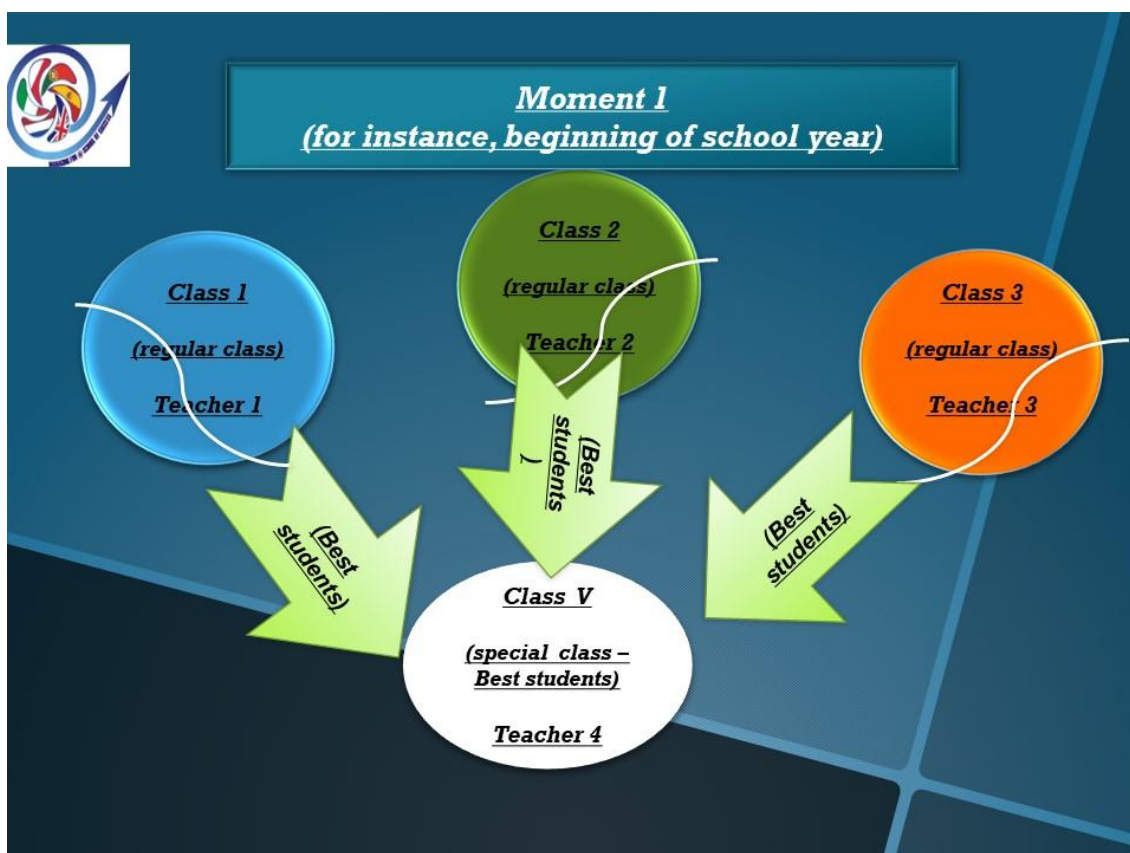 Moment 1
(for instance, beginning of school year)
Class 1
(regular class)
Teacher 1
Class 2
(regular class)
Teacher 2
Class 3
(regular class)
Teacher 3
(Best
students)
(Best
students
)
(Best
students)
Class V
(special class –
Best students)
Teacher 4